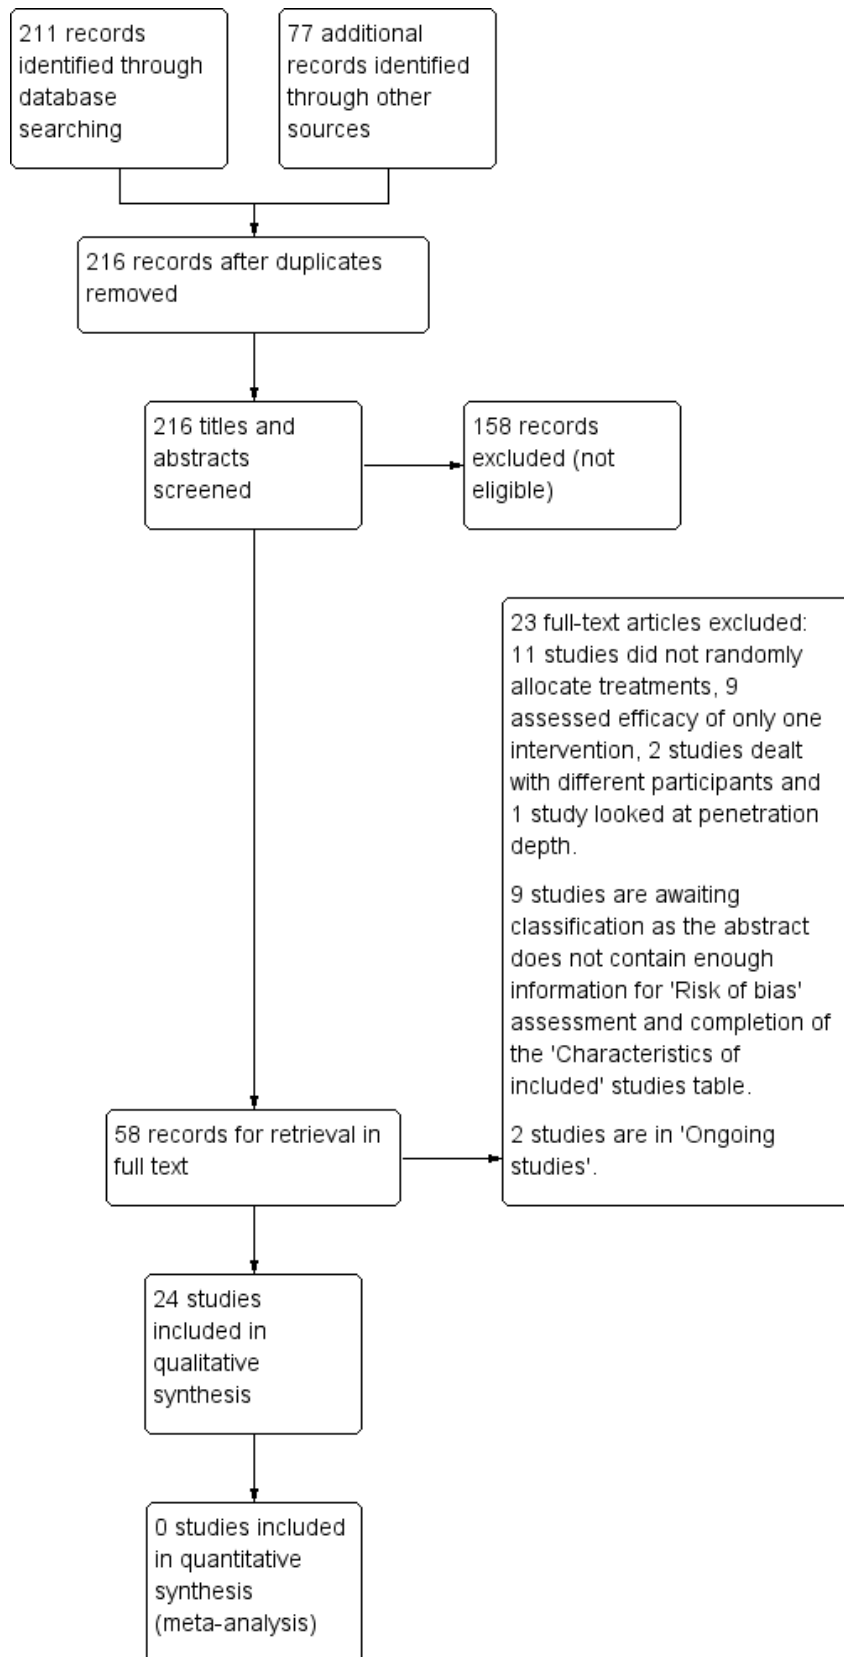 211 records
identified through
database
searching
77 additional
records identified
through other
sources
216 records after duplicates
removed
216 titles and
abstracts
screened
158 records
excluded (not
eligible)
23 full-text articles excluded:
11 studies did not randomly
allocate treatments, 9
assessed efficacy of only one
intervention, 2 studies dealt
with different participants and
1 study looked at penetration
depth.
9 studies are awaiting
classification as the abstract
does not contain enough
information for 'Risk of bias'
assessment and completion of
the 'Characteristics of
included' studies table.
2 studies are in 'Ongoing
studies'.
58 records for retrieval in
full text
24 studies
included in
qualitative
synthesis
0 studies included
in quantitative
synthesis
(meta-analysis)